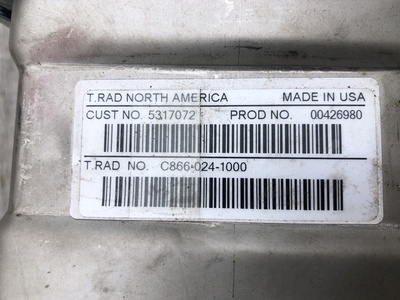 T.RAD NORTH AMERICA MADE IN USA
CUST NO. 5317072 PROD NO. 00426980
T.RAD NO. C866-024-1000